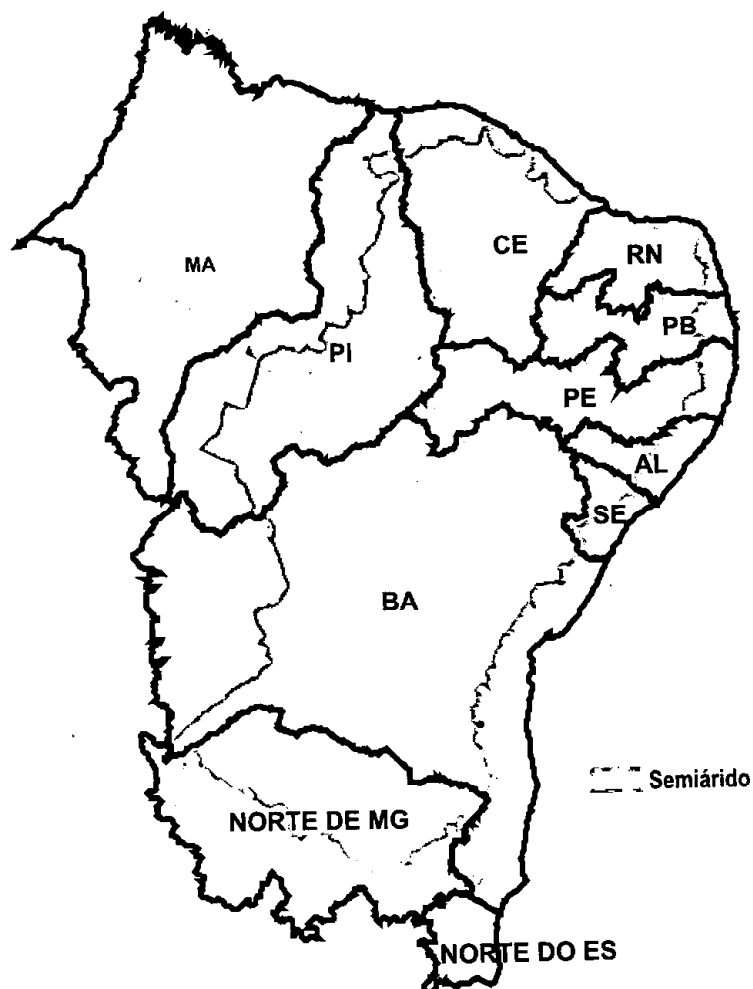 MA
CE
RN
PI
PB
PE
AL
SE
BA
Semiárido
NORTE DE MG
NORTE DO ES